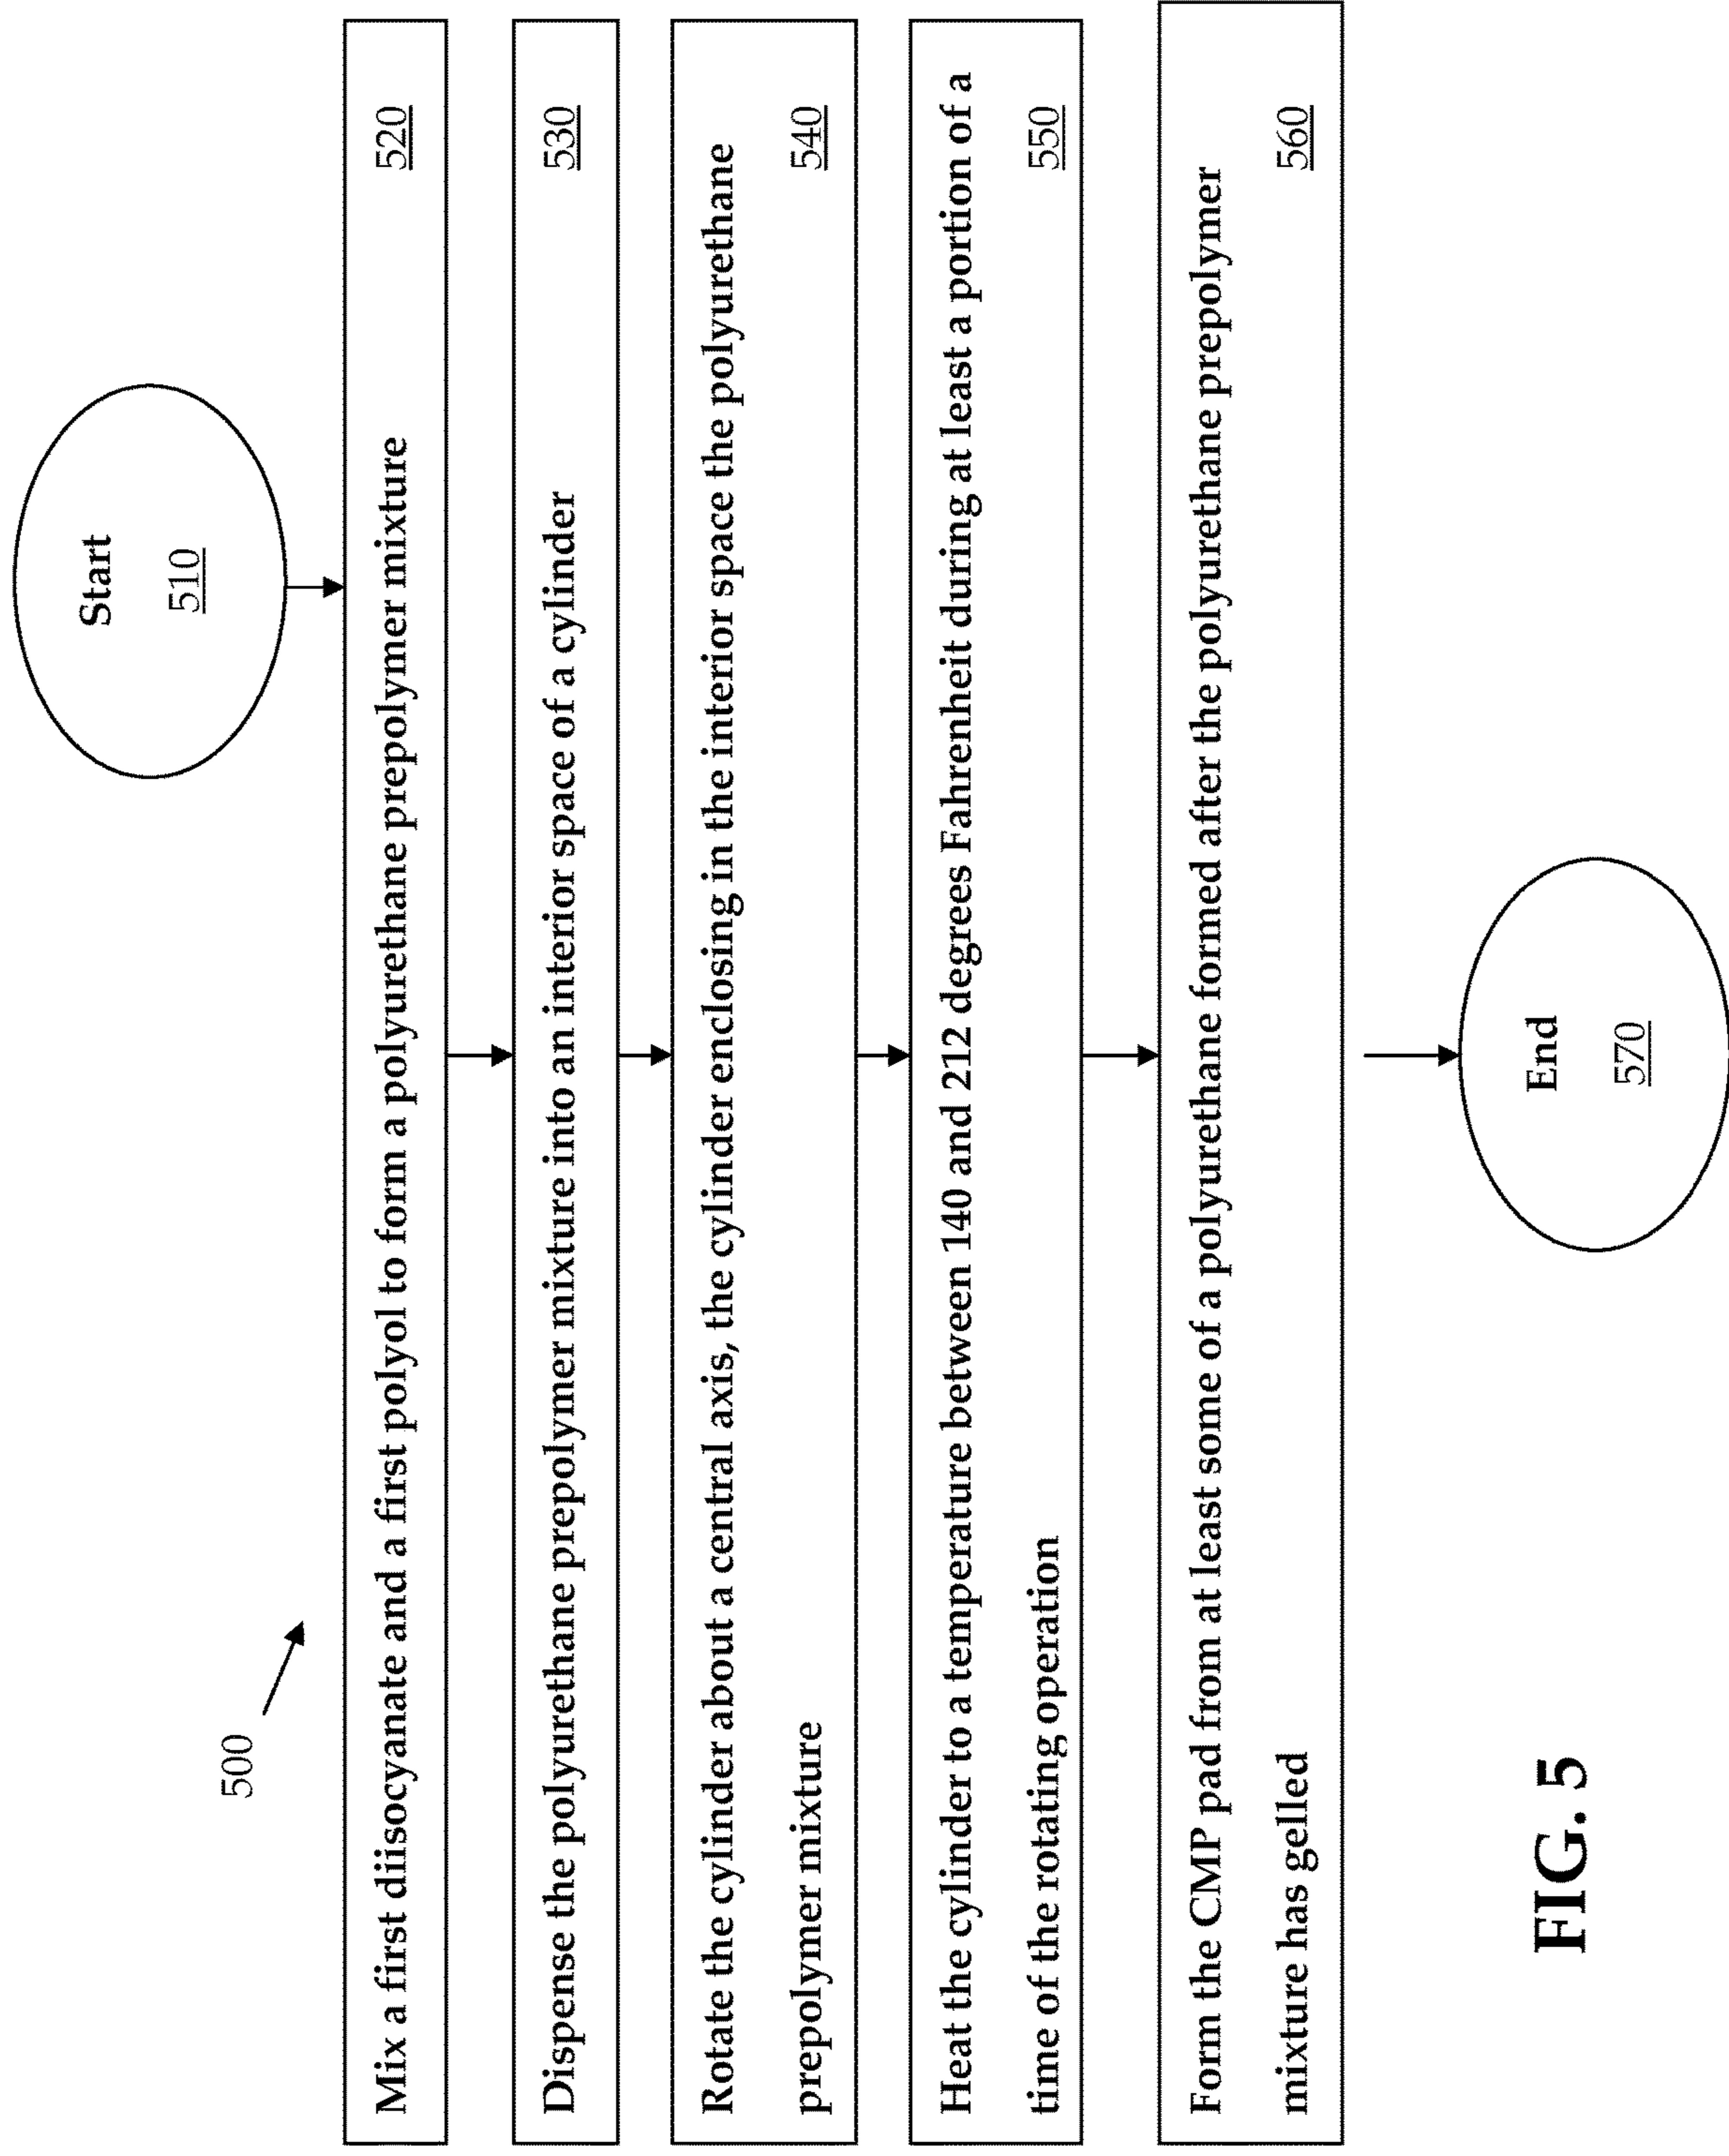 Start
510
500
Mix a first diisocyanate and a first polyol to form a polyurethane prepolymer mixture
520
Dispense the polyurethane prepolymer mixture into an interior space of a cylinder
530
Rotate the cylinder about a central axis, the cylinder enclosing in the interior space the polyurethane
prepolymer mixture
540
Heat the cylinder to a temperature between 140 and 212 degrees Fahrenheit during at least a portion of a
time of the rotating operation
550
Form the CMP pad from at least some of a polyurethane formed after the polyurethane prepolymer
mixture has gelled
560
End
570
FIG. 5